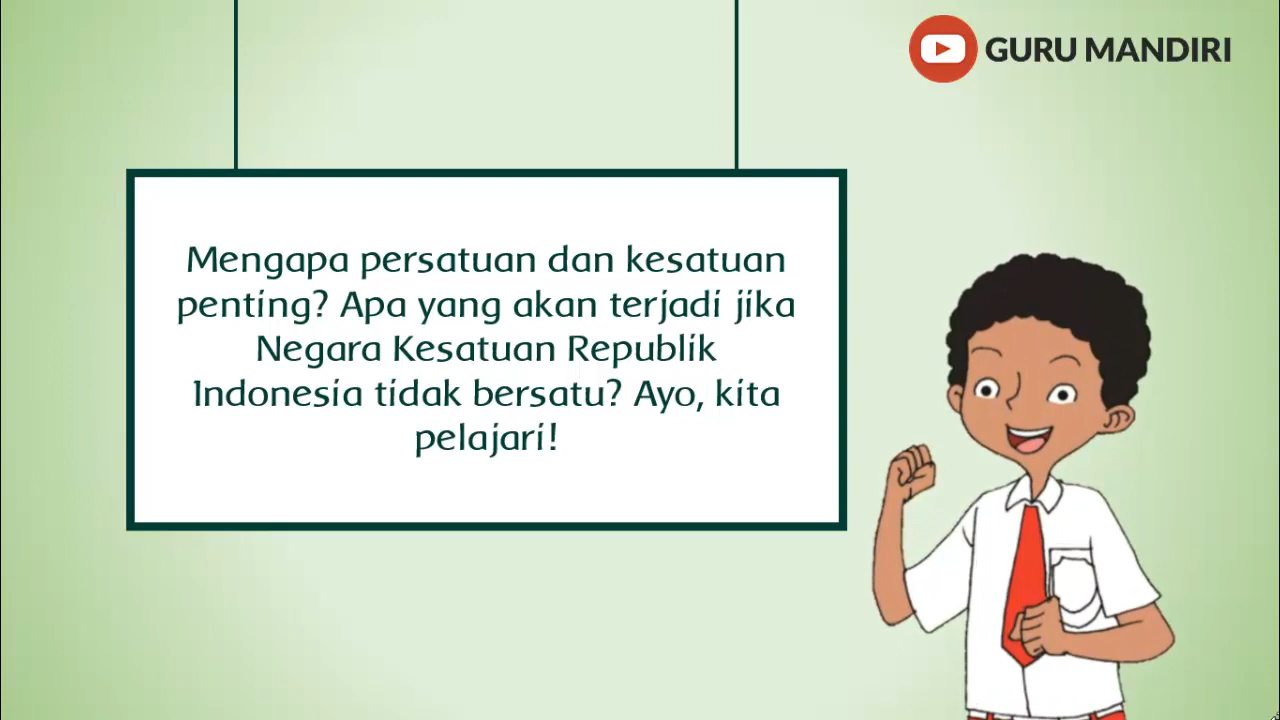 GURU MANDIRI
Mengapa persatuan dan kesatuan
penting? Apa yang akan terjadi jika
Negara Kesatuan Republik
Indonesia tidak bersatu? Ayo, kita
pelajari!